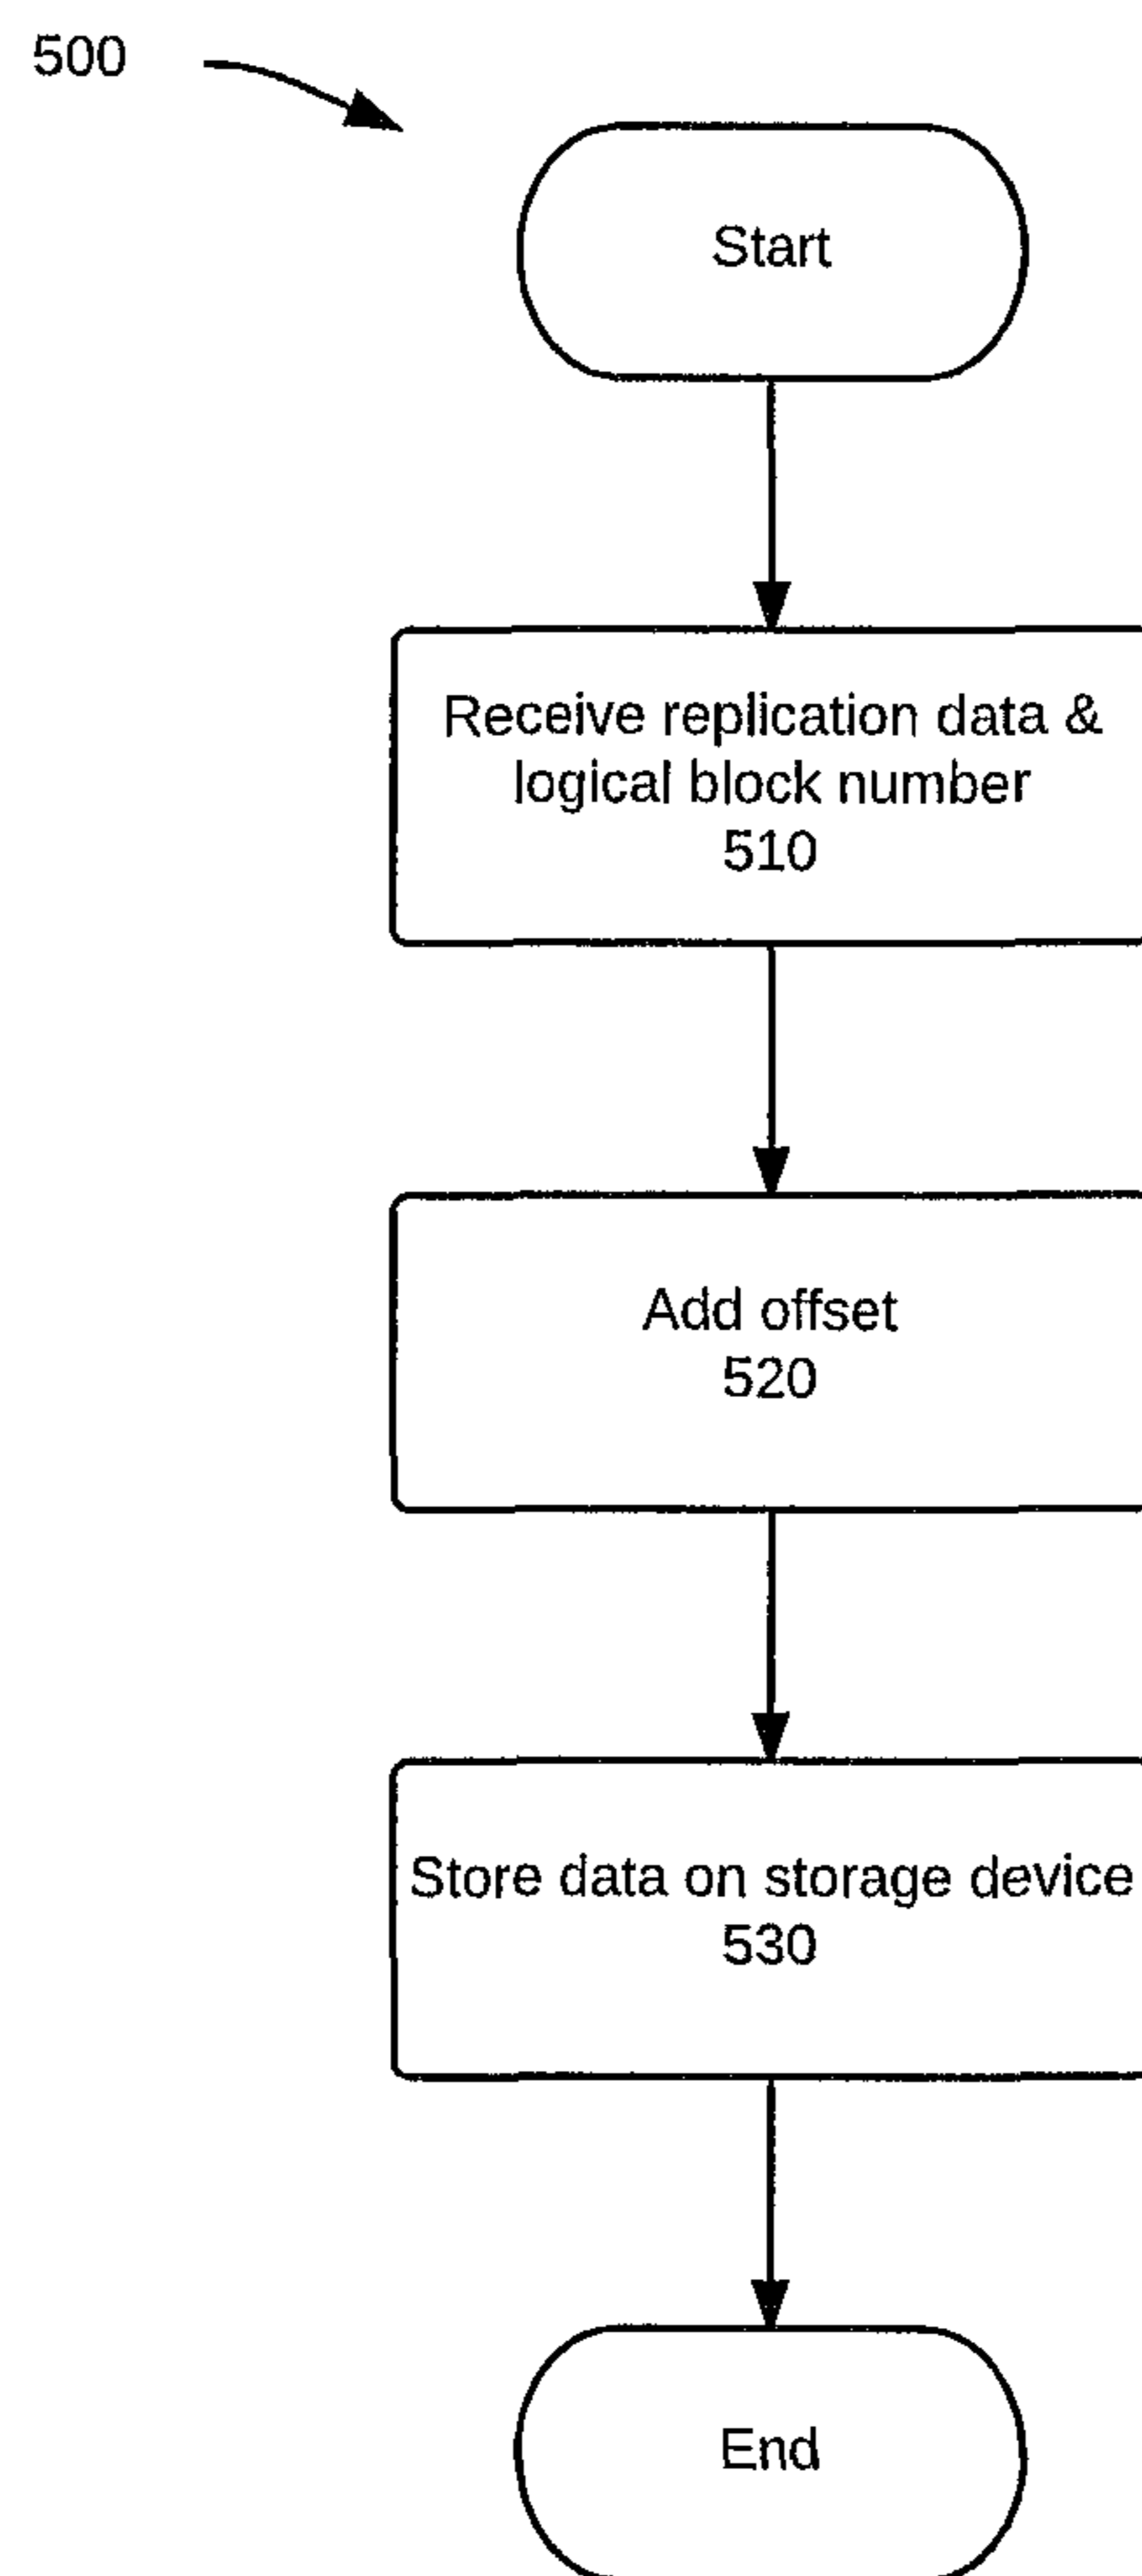 500
Start
Receive replication data &
logical block number
510
Add offset
520
Store data on storage device
530
End